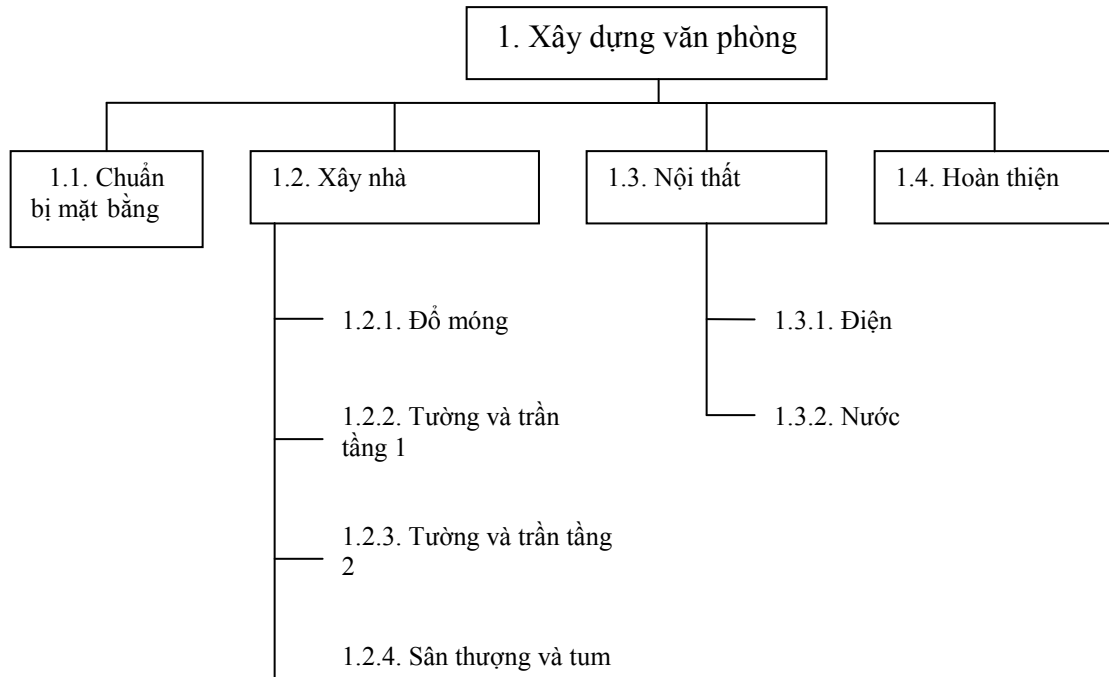 1. Xây dựng văn phòng
1.1. Chuẩn
bị mặt bằng
1.2. Xây nhà
1.3. Nội thất
1.4. Hoàn thiện
1.2.1. Đổ móng
1.2.2. Tường và trần
tầng 1
1.2.3. Tường và trần tầng
2
1.2.4. Sân thượng và tum
1.3.1. Điện
1.3.2. Nước